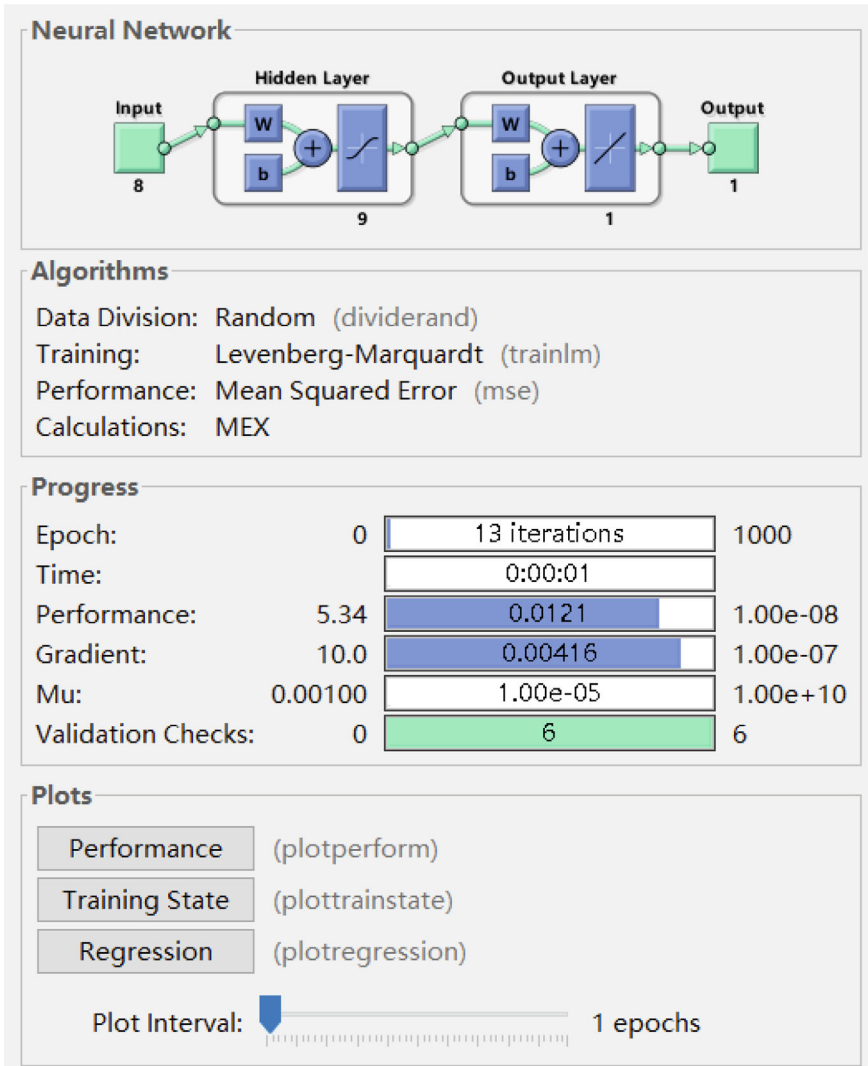 Neural Network
Hidden Layer Output Layer
Input Output
W W
b b
8 9 1 1
Algorithms
Data Division: Random (dividerand)
Training: Levenberg-Marquardt (trainlm)
Performance: Mean Squared Error (mse)
Calculations: MEX
Progress
Epoch: 0 13 iterations 1000
Time: 0:00:01
Performance: 5.34 0.0121 1.00e-08
Gradient: 10.0 0.00416 1.00e-07
Mu: 0.00100 1.00e-05 1.00e+10
Validation Checks: 0 6 6
Plots
Performance (plotperform)
Training State (plottrainstate)
Regression (plotregression)
Plot Interval: 1 epochs